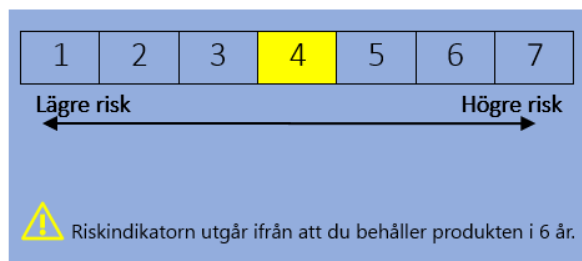 1 2 3 4 5 6 7
Lägre risk Högre risk
Riskindikatorn utgår ifrån att du behåller produkten i 6 år.